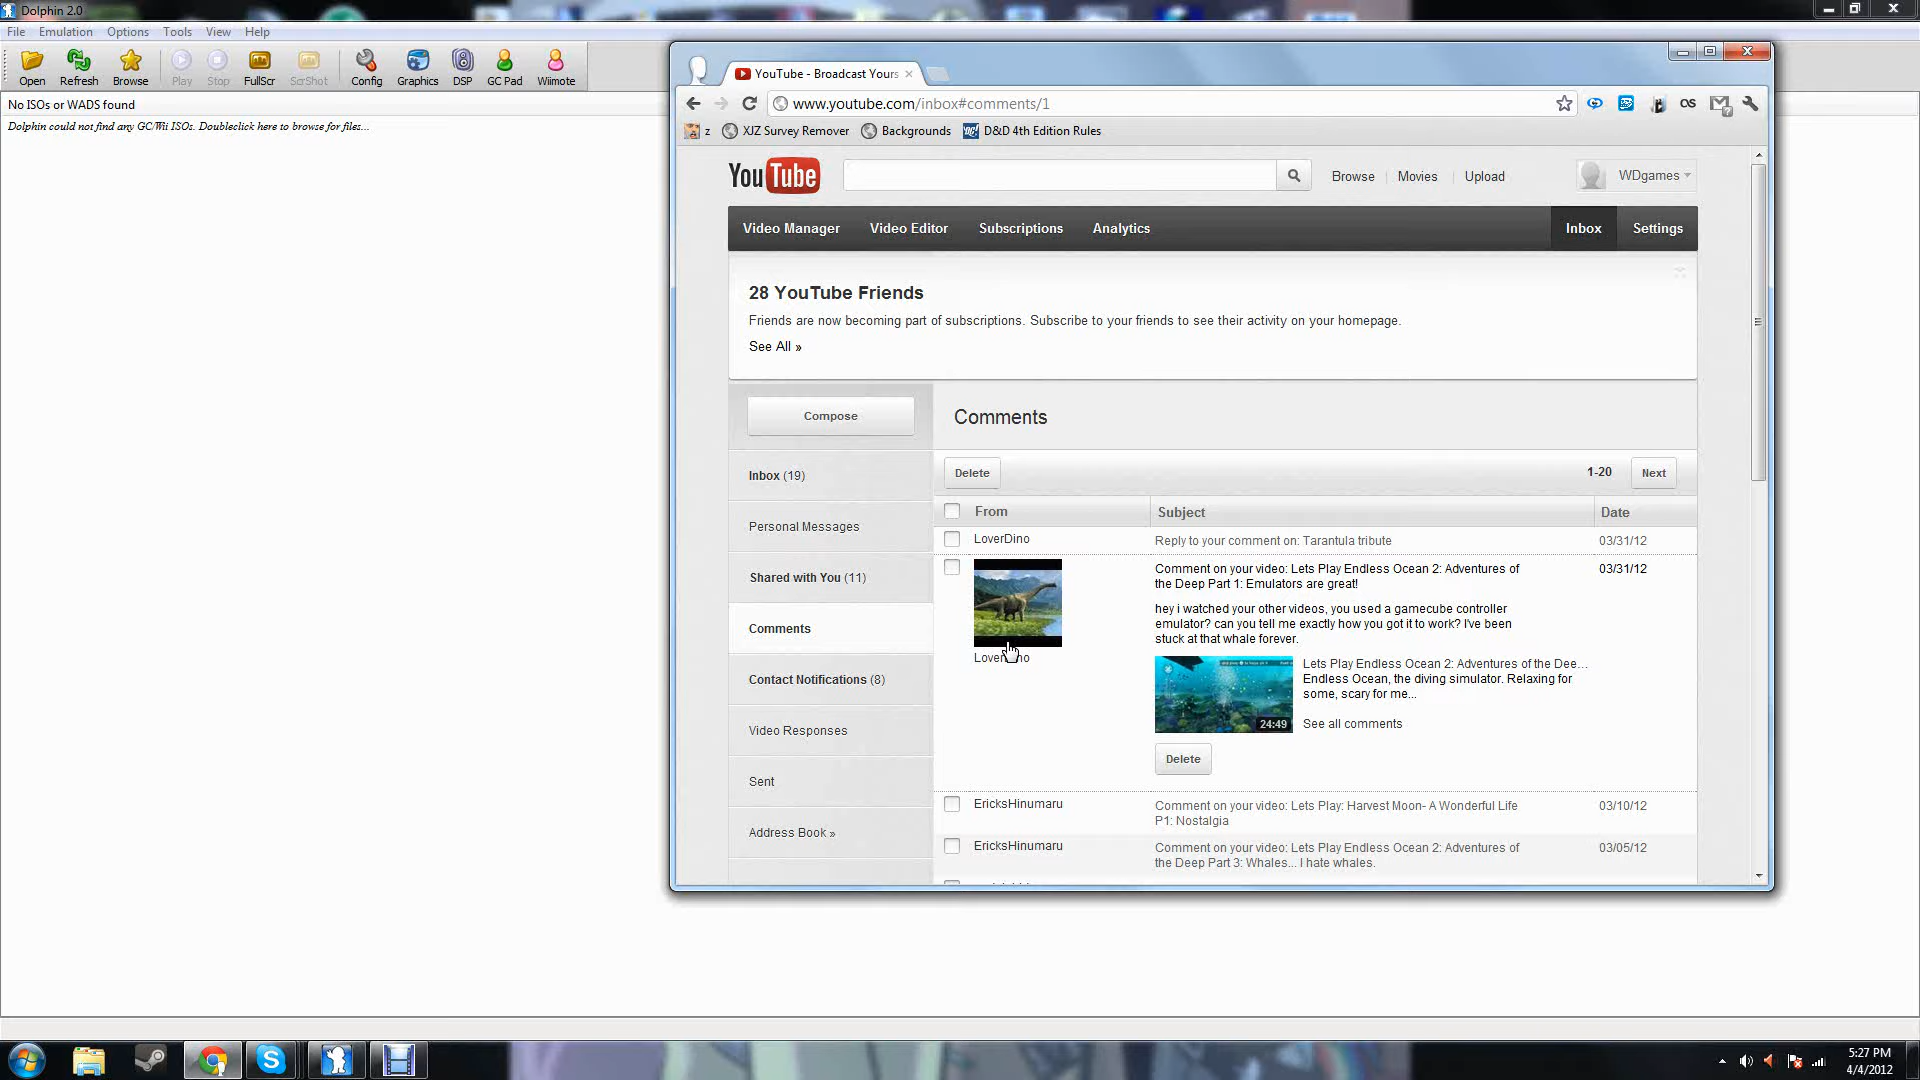 Dolphin 2.0
File Emulation Options Tools View Help
Open Refresh Browse Play Stop FullScr ScrShot Config Graphics DSP GC Pad Wiimote
No ISOs or WADS found
Dolphin could not find any GC/Wii ISOs. Doubleclick here to browse for files...
YouTube - Broadcast Yours
www.youtube.com/inbox#comments/1
z XJZ Survey Remover Backgrounds D&D 4th Edition Rules
YouTube Browse Movies Upload WDgames
Video Manager Video Editor Subscriptions Analytics Inbox Settings
28 YouTube Friends
Friends are now becoming part of subscriptions. Subscribe to your friends to see their activity on your homepage.
See All »
Compose
Inbox (19)
Personal Messages
Shared with You (11)
Comments
Contact Notifications (8)
Video Responses
Sent
Address Book »
Comments
Delete 1-20 Next
From Subject Date
LoverDino Reply to your comment on: Tarantula tribute 03/31/12
Comment on your video: Lets Play Endless Ocean 2: Adventures of 03/31/12
the Deep Part 1: Emulators are great!
hey i watched your other videos, you used a gamecube controller
emulator? can you tell me exactly how you got it to work? I've been
stuck at that whale forever.
LoverDino
Lets Play Endless Ocean 2: Adventures of the Dee...
Endless Ocean, the diving simulator. Relaxing for
some, scary for me...
24:49
See all comments
Delete
EricksHinumaru Comment on your video: Lets Play: Harvest Moon- A Wonderful Life 03/10/12
P1: Nostalgia
EricksHinumaru Comment on your video: Lets Play Endless Ocean 2: Adventures of 03/05/12
the Deep Part 3: Whales... I hate whales.
5:27 PM
4/4/2012